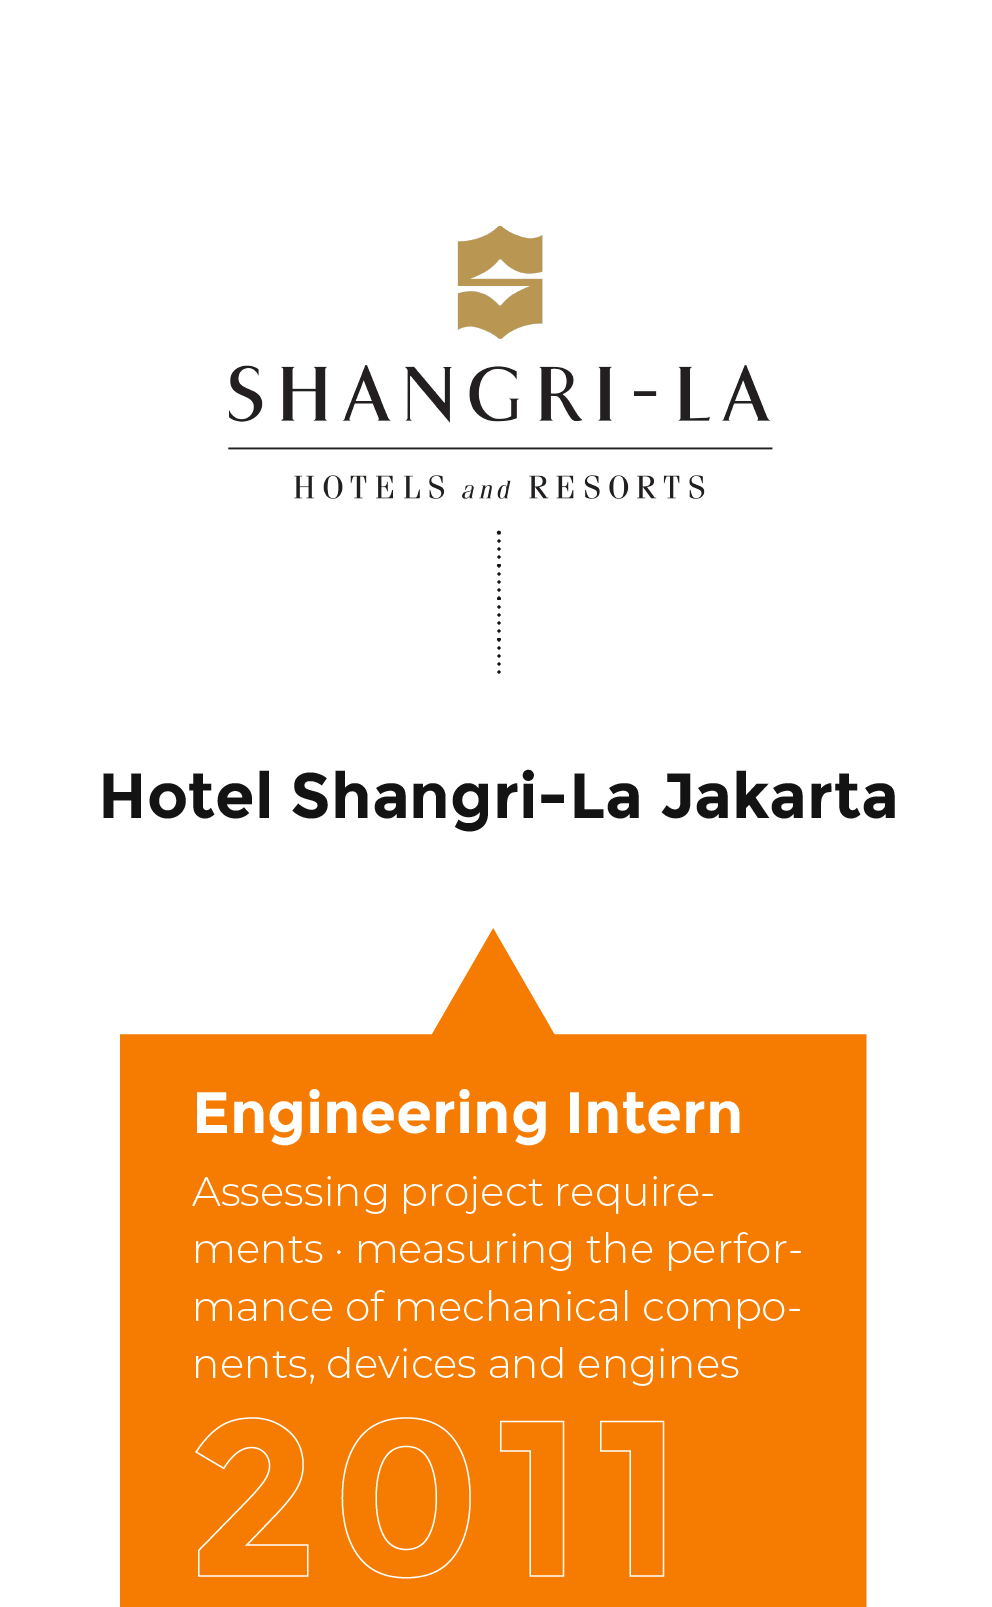 SHANGRI-LA
HOTELS and RESORTS
Hotel Shangri-La Jakarta
Engineering Intern
Assessing project require-
ments · measuring the perfor-
mance of mechanical compo-
nents, devices and engines
2011